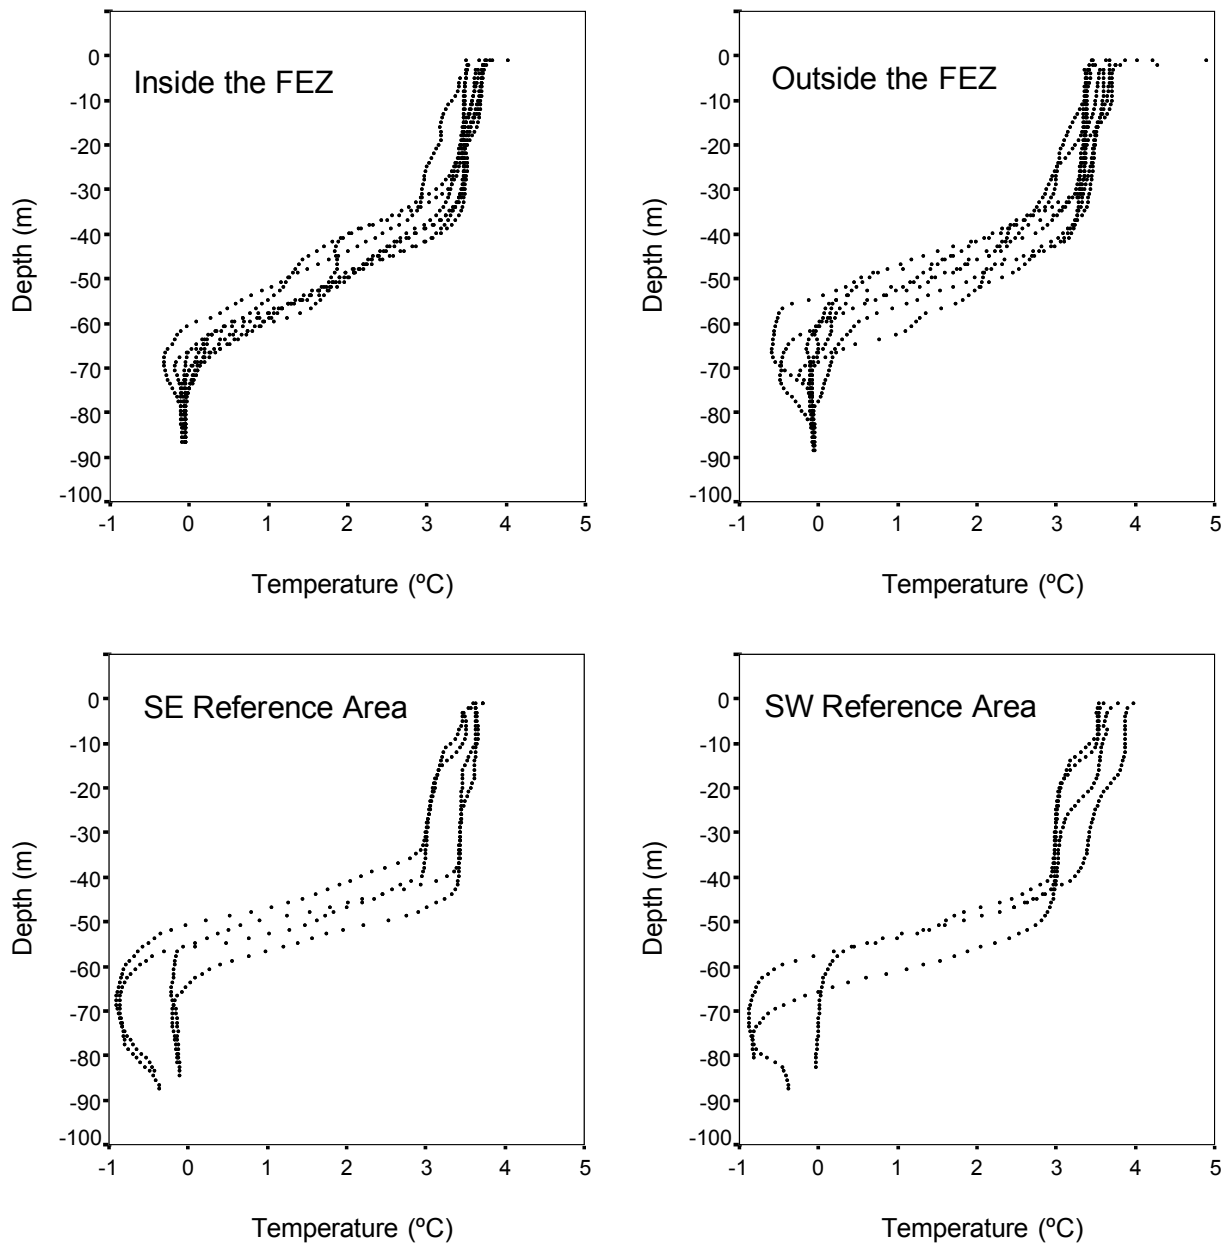 Inside the FEZ
Depth (m)
0
-10
-20
-30
-40
-50
-60
-70
-80
-90
-100
-1 0 1 2 3 4 5
Temperature (ºC)
Outside the FEZ
Depth (m)
0
-10
-20
-30
-40
-50
-60
-70
-80
-90
-100
-1 0 1 2 3 4 5
Temperature (ºC)
SE Reference Area
Depth (m)
0
-10
-20
-30
-40
-50
-60
-70
-80
-90
-100
-1 0 1 2 3 4 5
Temperature (ºC)
SW Reference Area
Depth (m)
0
-10
-20
-30
-40
-50
-60
-70
-80
-90
-100
-1 0 1 2 3 4 5
Temperature (ºC)